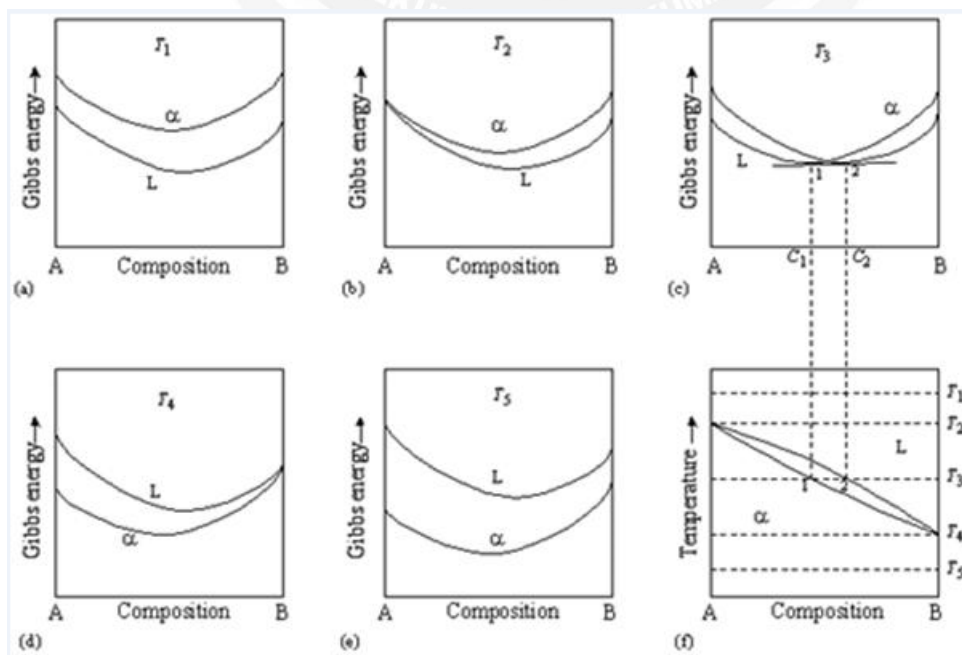 T1
α
L
Gibbs energy
A Composition B
(a)
T2
α
L
Gibbs energy
A Composition B
(b)
T3
α
L
1 2
Gibbs energy
A C1 C2 B
(c)
T4
L
α
Gibbs energy
A Composition B
(d)
T5
L
α
Gibbs energy
A Composition B
(e)
T1
T2
L
T3
1 2
α
T4
T5
Temperature
A Composition B
(f)